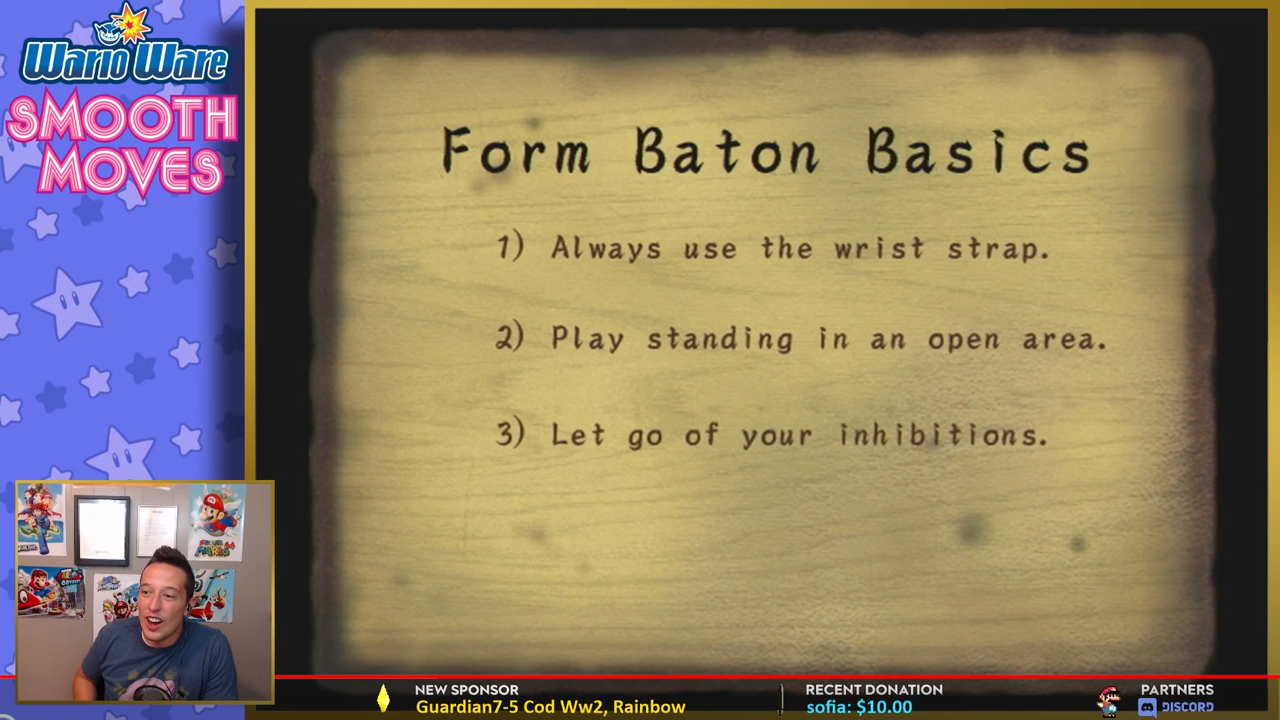 Wario Ware
SMOOTH
MOVES
Form Baton Basics
1) Always use the wrist strap.
2) Play standing in an open area.
3) Let go of your inhibitions.
NEW SPONSOR
Guardian7-5 Cod Ww2, Rainbow
RECENT DONATION
sofia: $10.00
PARTNERS
DISCORD